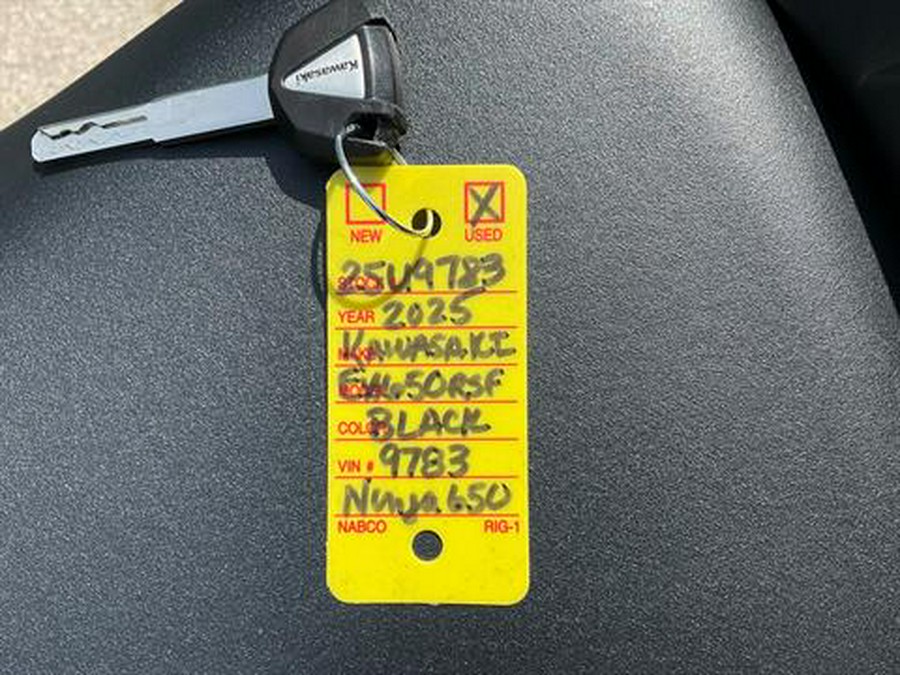 Kawasaki
NEW X USED
STOCK 25U9783
YEAR 2025
MAKE KAWASAKI
MODEL EX650RSF
COLOR BLACK
VIN # 9783
Ninja 650
NABCO RIG-1